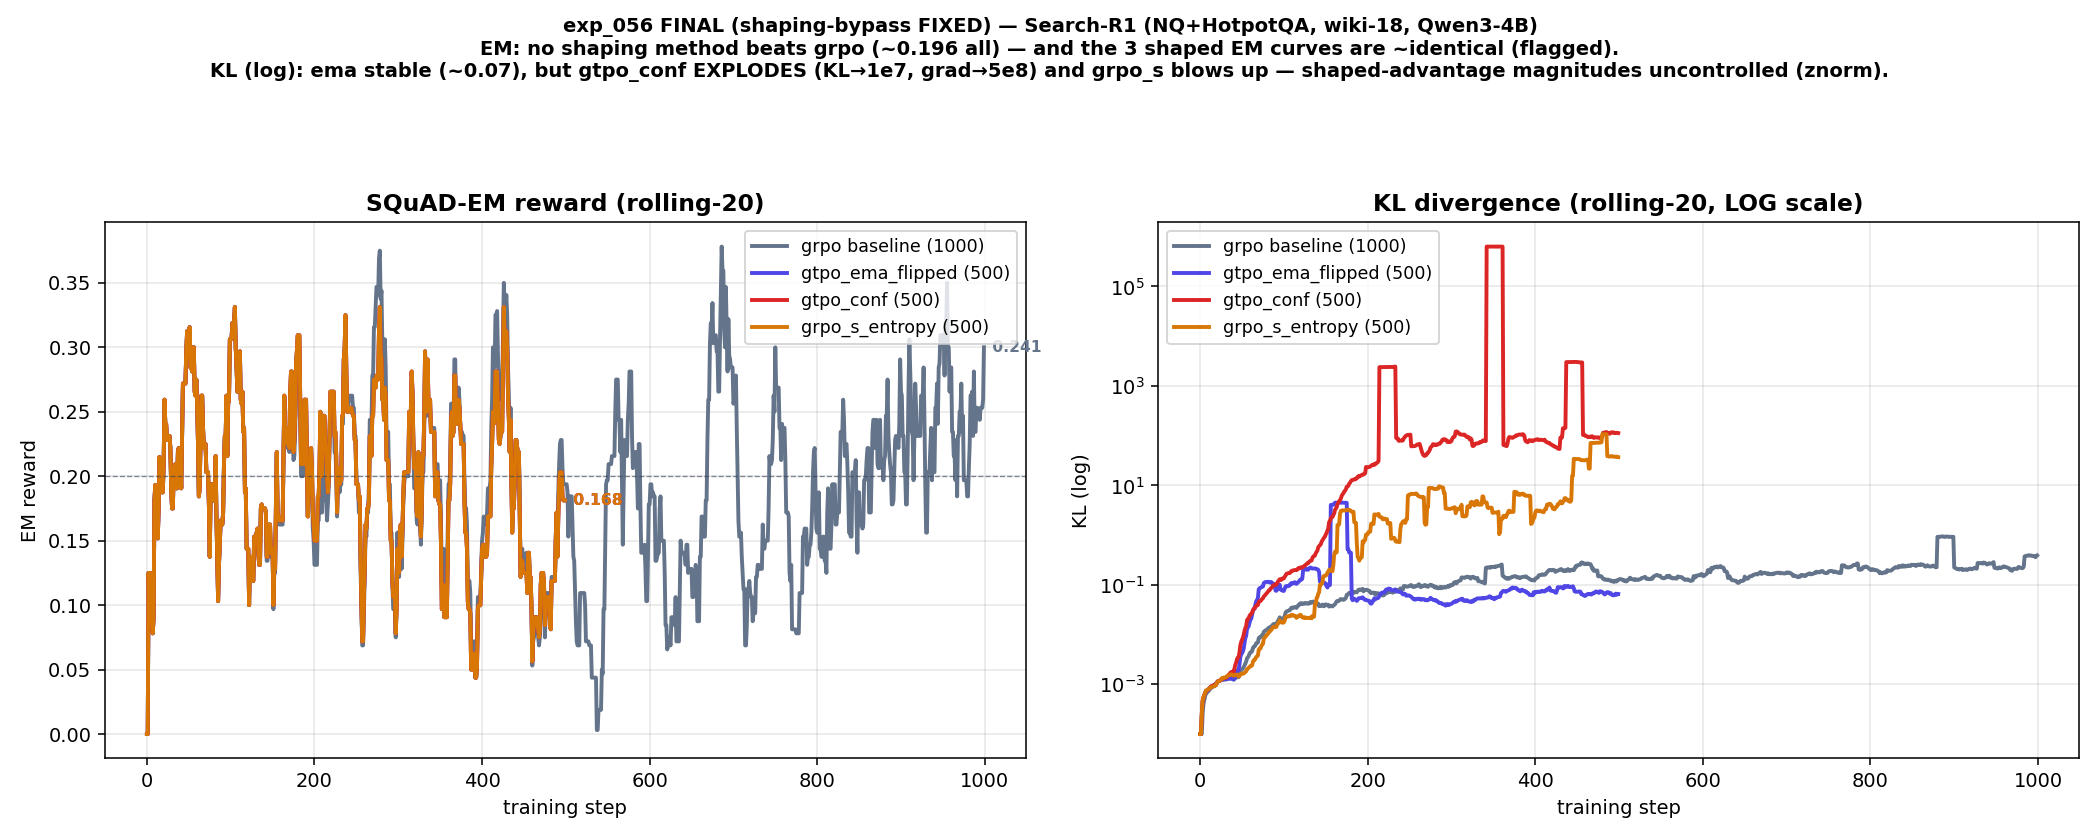 exp_056 FINAL (shaping-bypass FIXED) — Search-R1 (NQ+HotpotQA, wiki-18, Qwen3-4B)
EM: no shaping method beats grpo (~0.196 all) — and the 3 shaped EM curves are ~identical (flagged).
KL (log): ema stable (~0.07), but gtpo_conf EXPLODES (KL→1e7, grad→5e8) and grpo_s blows up — shaped-advantage magnitudes uncontrolled (znorm).
SQuAD-EM reward (rolling-20)
EM reward
0.35
0.30
0.25
0.20
0.15
0.10
0.05
0.00
grpo baseline (1000)
gtpo_ema_flipped (500)
gtpo_conf (500)
grpo_s_entropy (500)
0.241
0.168
0
200
400
600
800
1000
training step
KL divergence (rolling-20, LOG scale)
KL (log)
10⁵
10³
10¹
10⁻¹
10⁻³
grpo baseline (1000)
gtpo_ema_flipped (500)
gtpo_conf (500)
grpo_s_entropy (500)
0
200
400
600
800
1000
training step